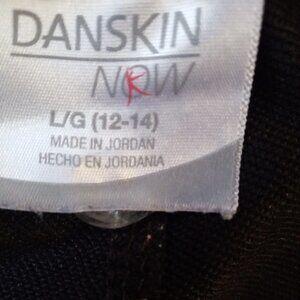 DANSKIN
NOW
L/G (12-14)
MADE IN JORDAN
HECHO EN JORDANIA